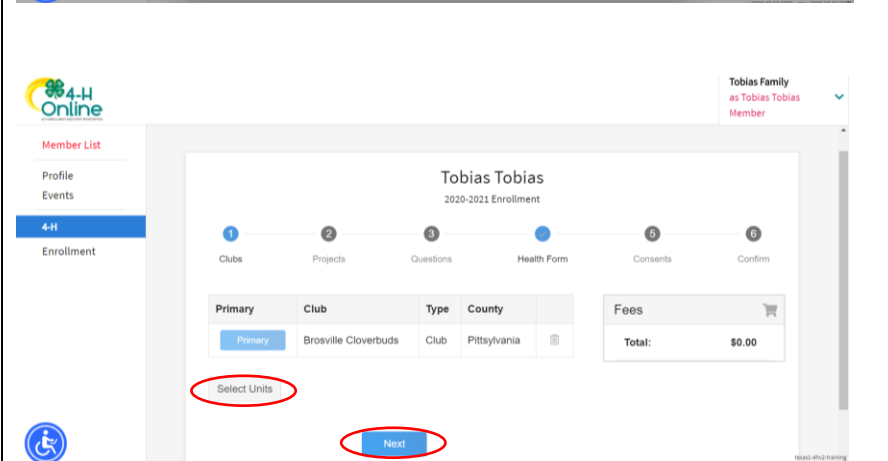 4-H
Online
Tobias Family
as Tobias Tobias
Member
Member List
Profile
Events
4-H
Enrollment
Tobias Tobias
2020-2021 Enrollment
1 2 3 5 6
Clubs Projects Questions Health Form Consents Confirm
Primary Club Type County
Primary Brosville Cloverbuds Club Pittsylvania
Fees
Total: $0.00
Select Units
Next